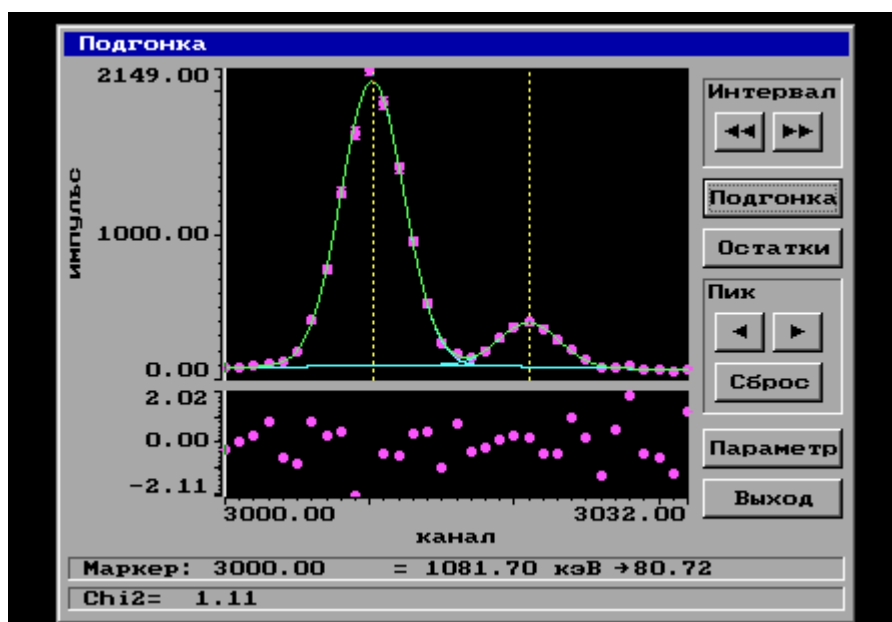 Подгонка
2149.00
1000.00
0.00
импульс
2.02
0.00
-2.11
3000.00 3032.00
канал
Интервал
Подгонка
Остатки
Пик
Сброс
Параметр
Выход
Маркер: 3000.00 = 1081.70 кэВ →80.72
Chi2= 1.11